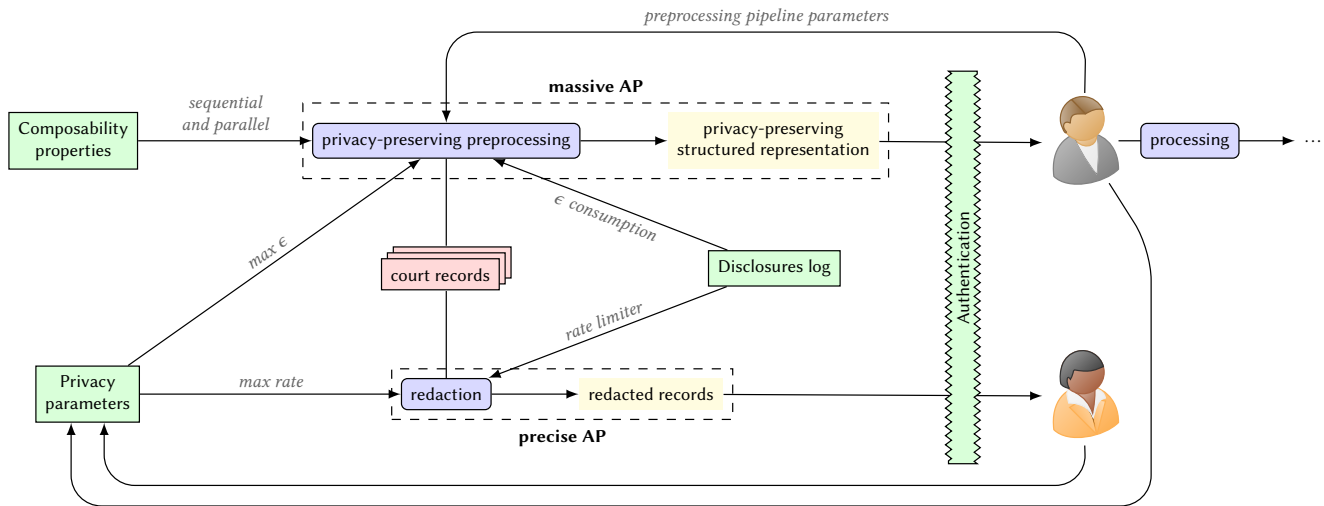 preprocessing pipeline parameters
massive AP
sequential
and parallel
Composability
properties
privacy-preserving preprocessing
privacy-preserving
structured representation
processing
...
max ϵ
ϵ consumption
court records
Disclosures log
Authentication
rate limiter
Privacy
parameters
max rate
redaction
redacted records
precise AP